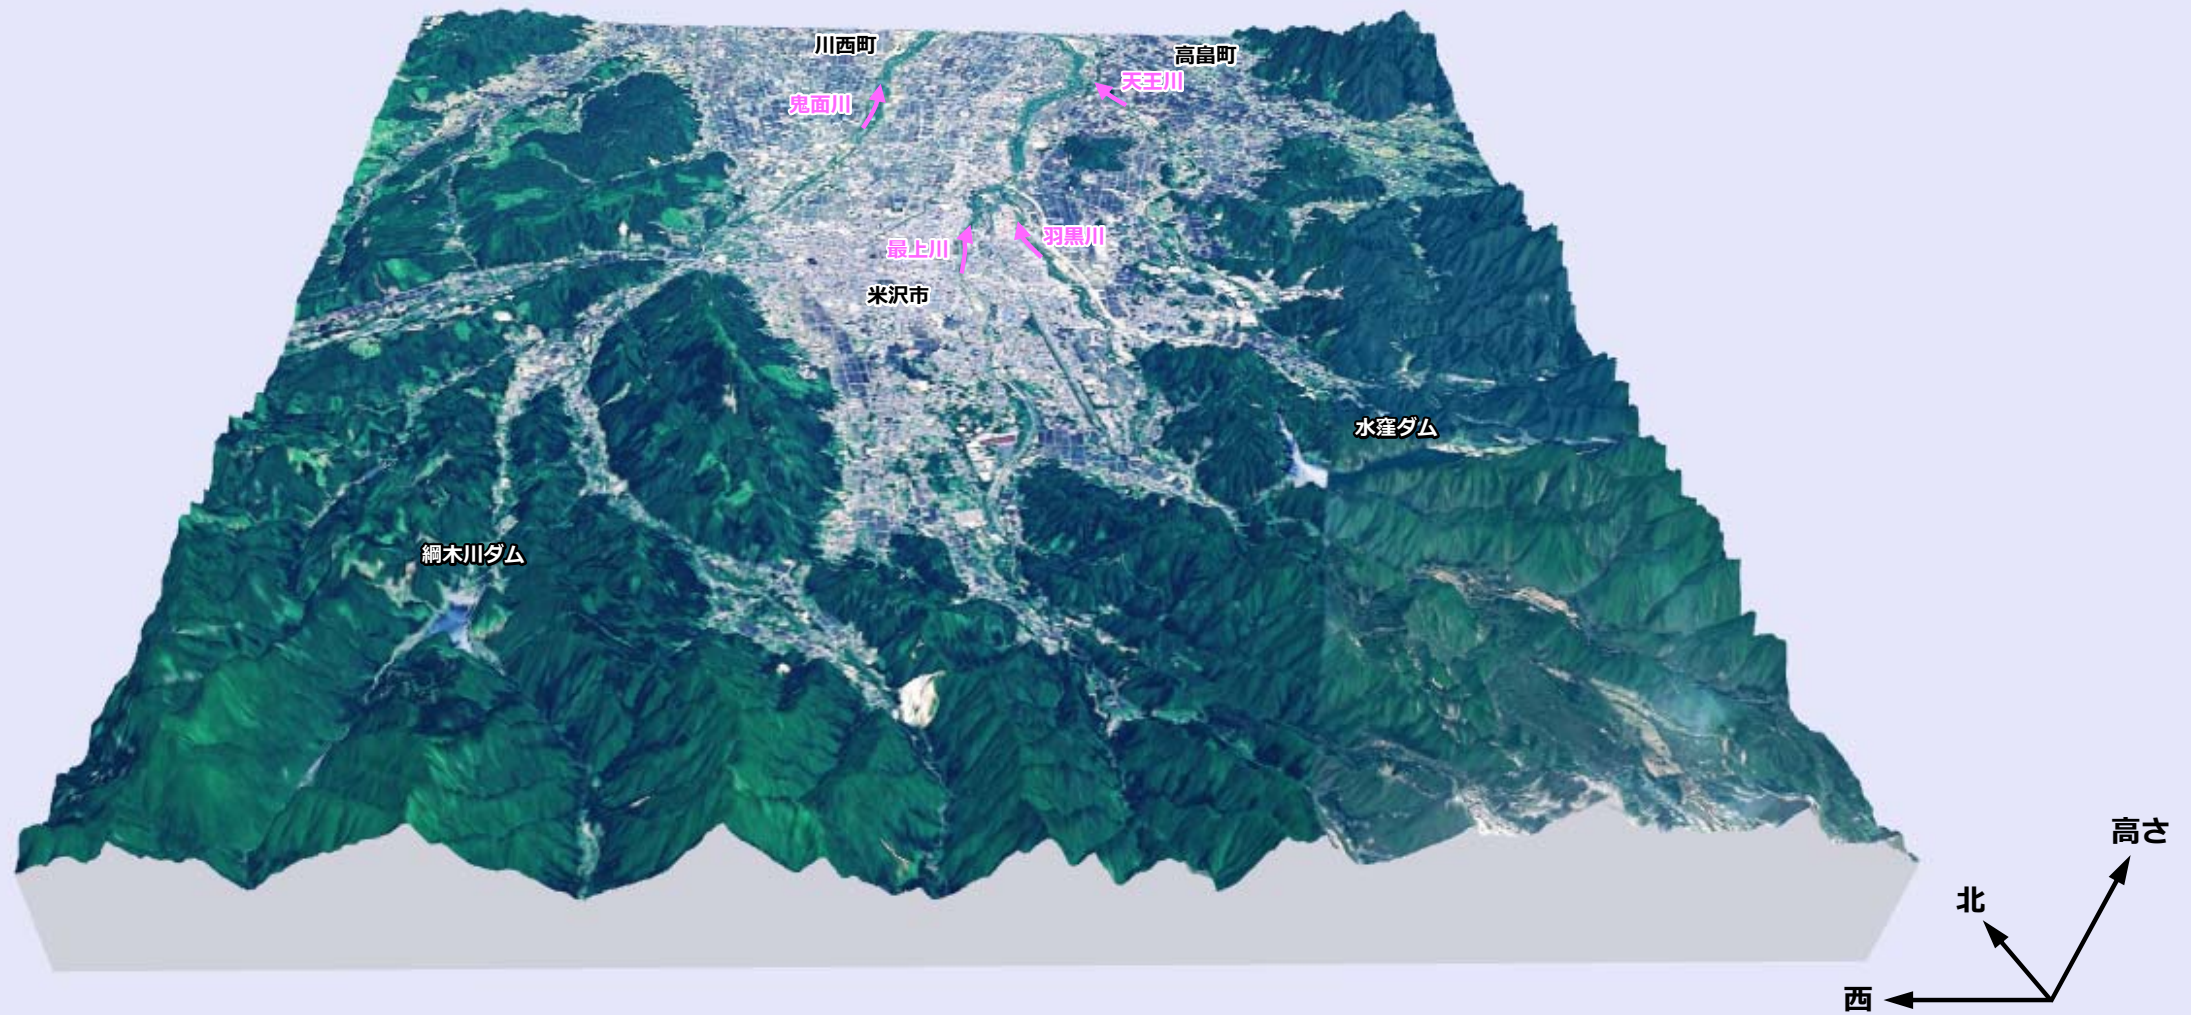 川西町
高畠町
天王川
鬼面川
羽黒川
最上川
米沢市
水窪ダム
綱木川ダム
高さ
北
西